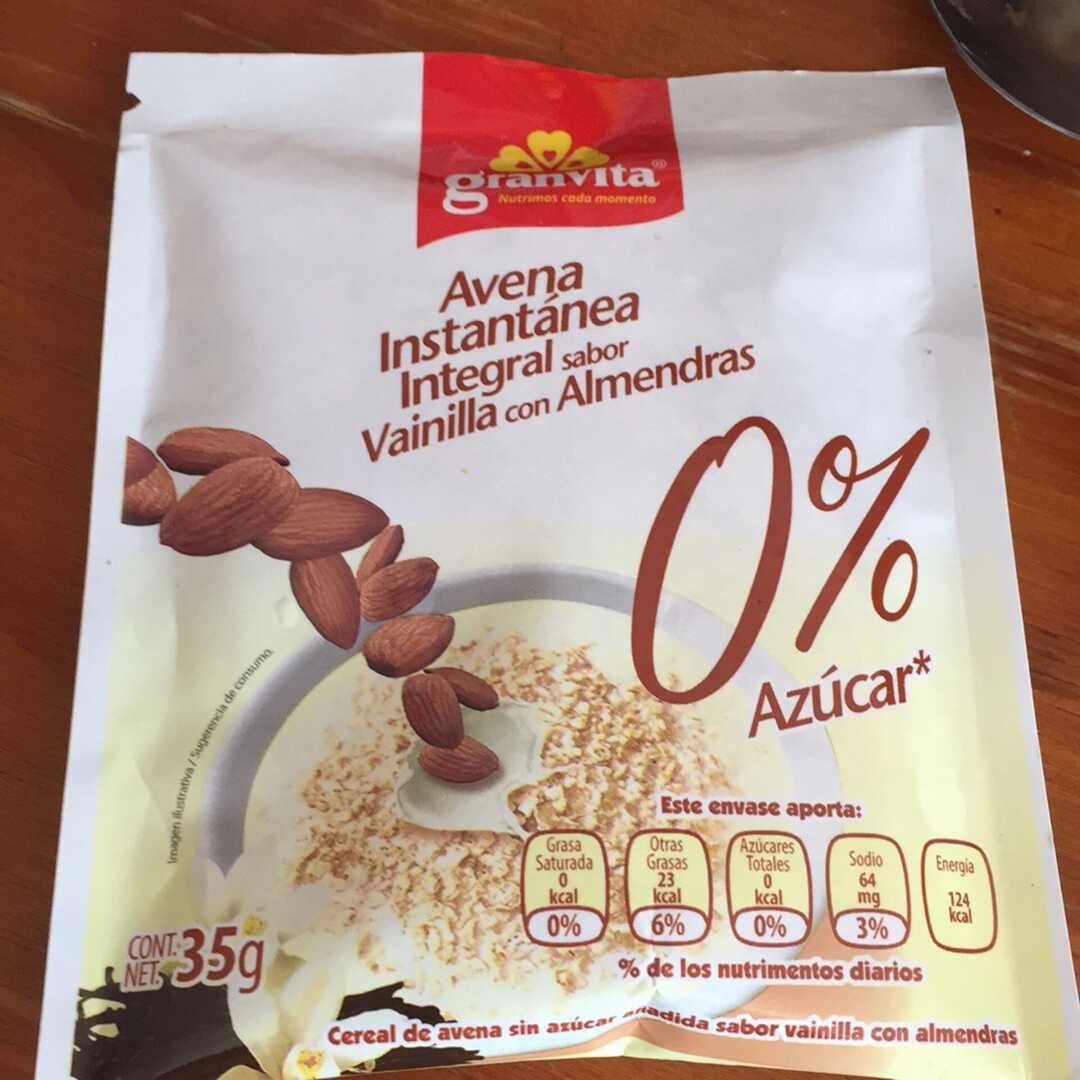 granvita®
Nutrimos cada momento
Avena
Instantánea
Integral sabor
Vainilla con Almendras
0%
Azúcar*
Imagen ilustrativa / Sugerencia de consumo.
Este envase aporta:
Grasa
Saturada
0
kcal
0%
Otras
Grasas
23
kcal
6%
Azúcares
Totales
0
kcal
0%
Sodio
64
mg
3%
Energía
124
kcal
% de los nutrimentos diarios
CONT.
NET. 35g
Cereal de avena sin azúcar añadida sabor vainilla con almendras